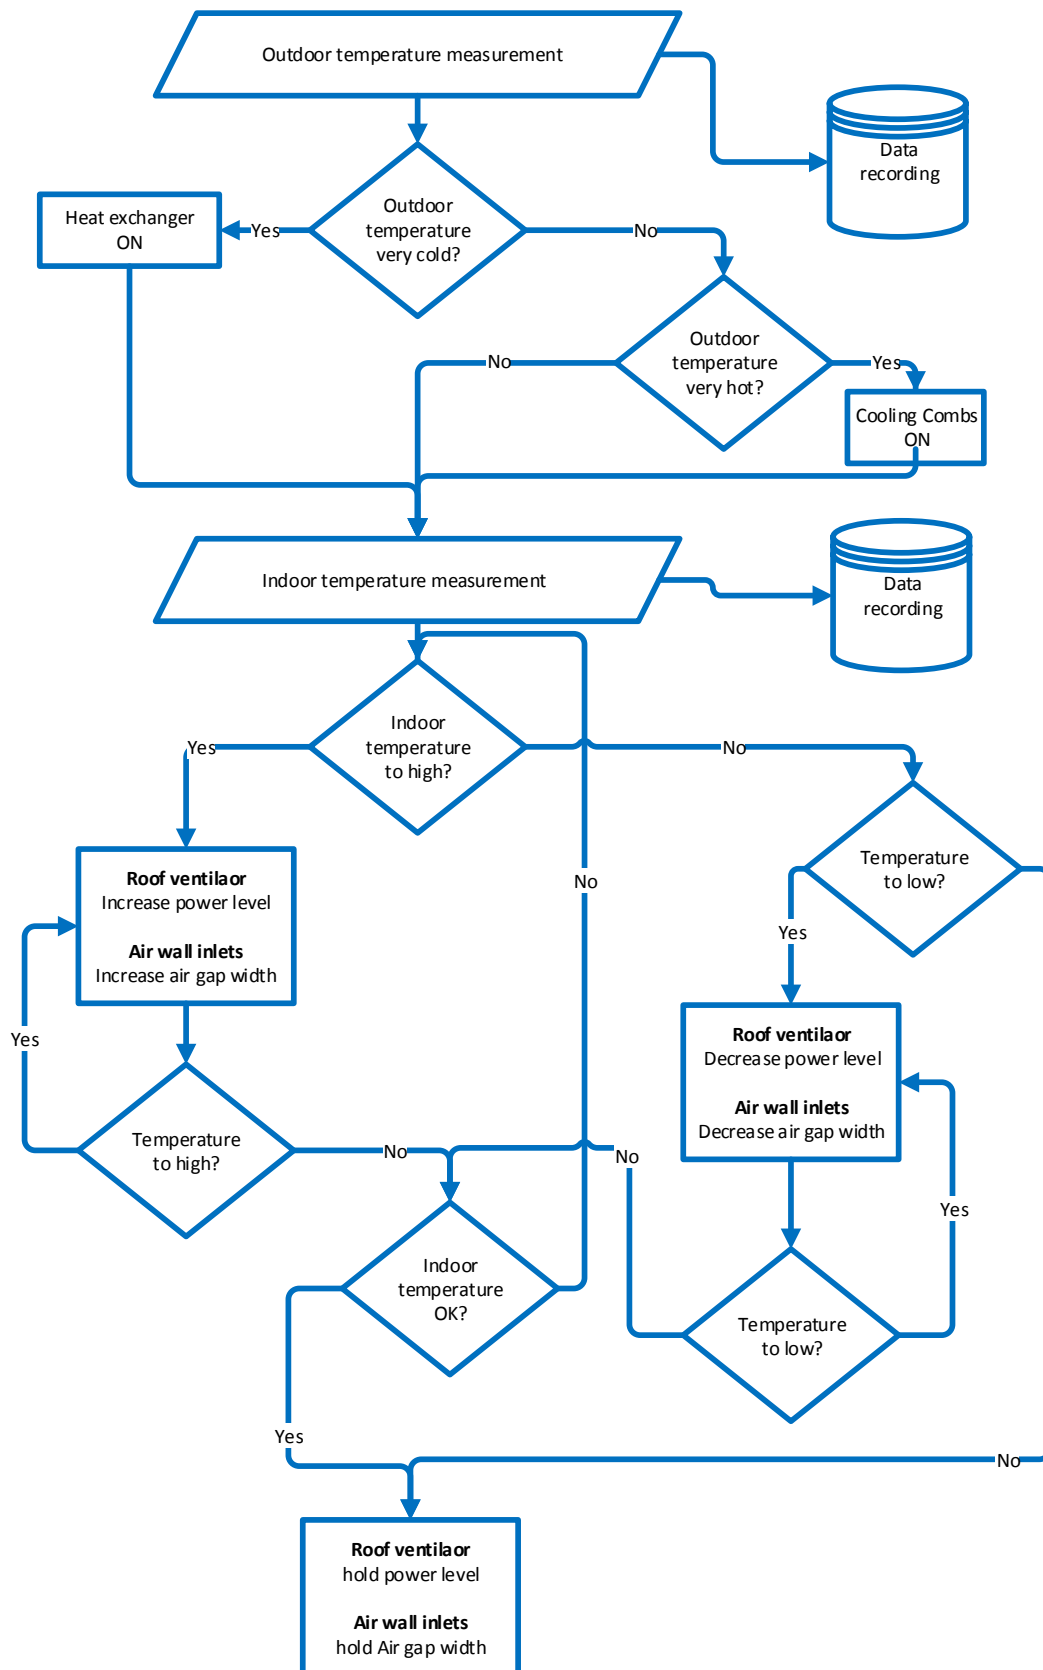 Outdoor temperature measurement
Data
recording
Heat exchanger
ON
Yes
Outdoor
temperature
very cold?
No
Outdoor
temperature
very hot?
No
Yes
Cooling Combs
ON
Indoor temperature measurement
Data
recording
Indoor
temperature
to high?
Yes
No
Roof ventilaor
Increase power level
Air wall inlets
Increase air gap width
No
Temperature
to low?
Yes
Yes
Roof ventilaor
Decrease power level
Air wall inlets
Decrease air gap width
Temperature
to high?
No
No
Yes
Indoor
temperature
OK?
Temperature
to low?
Yes
No
Roof ventilaor
hold power level
Air wall inlets
hold Air gap width